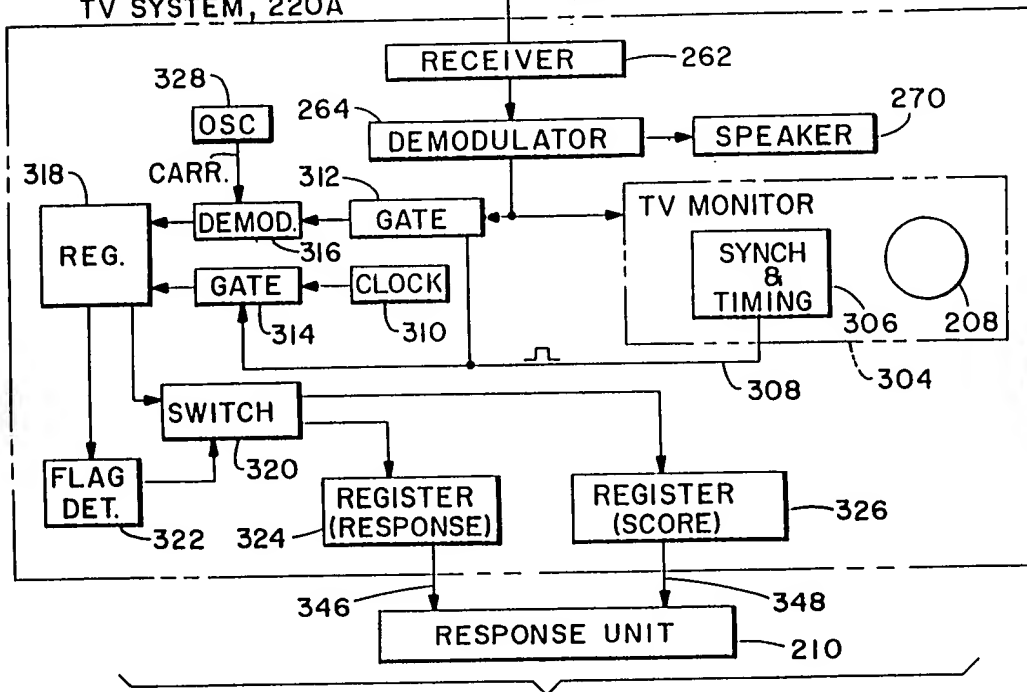 TV SYSTEM, 220A
RECEIVER
262
328
OSC
264
DEMODULATOR
SPEAKER
270
CARR.
318
312
REG.
DEMOD.
316
GATE
TV MONITOR
SYNCH
&
TIMING
306
208
GATE
314
CLOCK
310
308
304
SWITCH
320
FLAG
DET.
322
324
REGISTER
(RESPONSE)
REGISTER
(SCORE)
326
346
348
RESPONSE UNIT
210